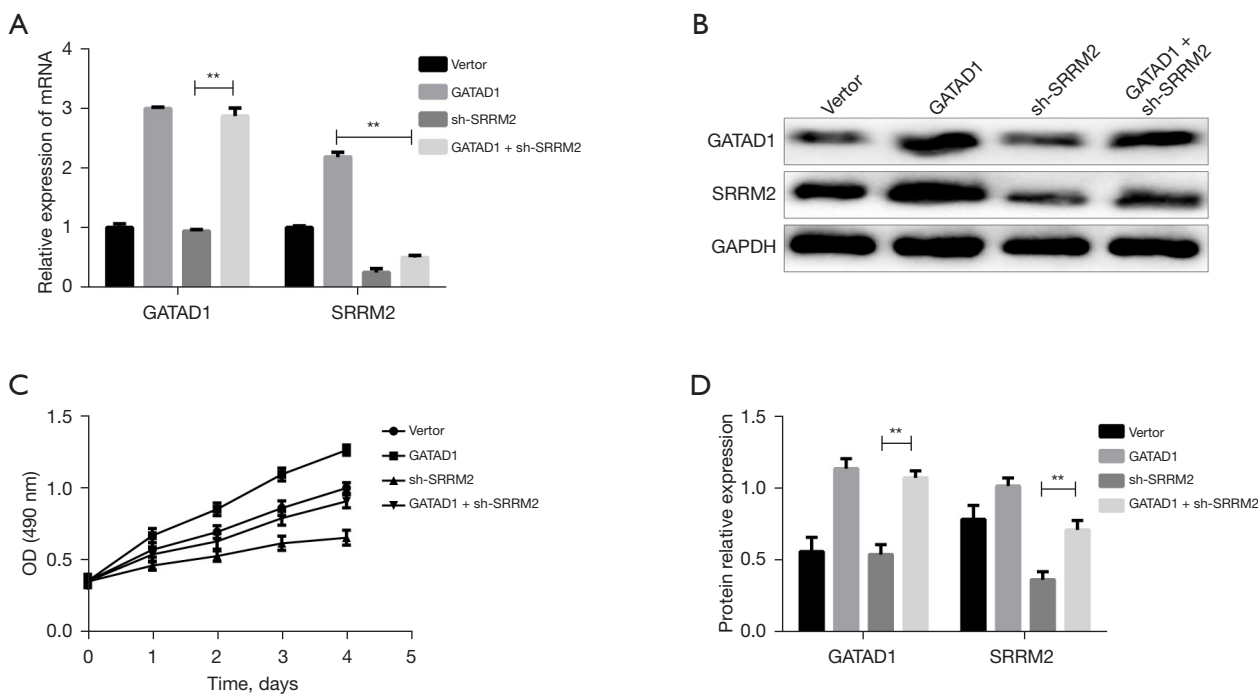 A
Relative expression of mRNA
4
3
2
1
0
**
**
GATAD1
SRRM2
Vertor
GATAD1
sh-SRRM2
GATAD1 + sh-SRRM2
B
Vertor
GATAD1
sh-SRRM2
GATAD1 +
sh-SRRM2
GATAD1
SRRM2
GAPDH
C
OD (490 nm)
1.5
1.0
0.5
0.0
0
1
2
3
4
5
Time, days
Vertor
GATAD1
sh-SRRM2
GATAD1 + sh-SRRM2
D
Protein relative expression
1.5
1.0
0.5
0.0
**
**
GATAD1
SRRM2
Vertor
GATAD1
sh-SRRM2
GATAD1 + sh-SRRM2